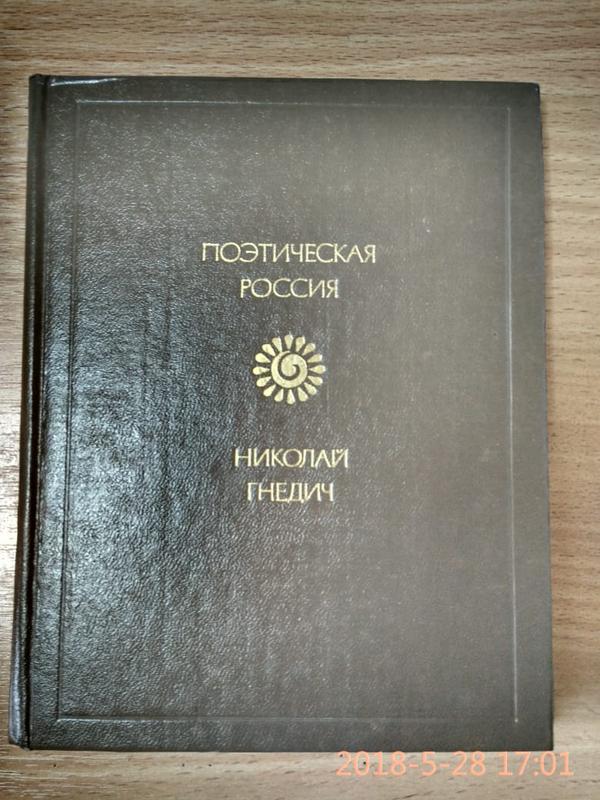 ПОЭТИЧЕСКАЯ
РОССИЯ
НИКОЛАЙ
ГНЕДИЧ
2018-5-28 17:01